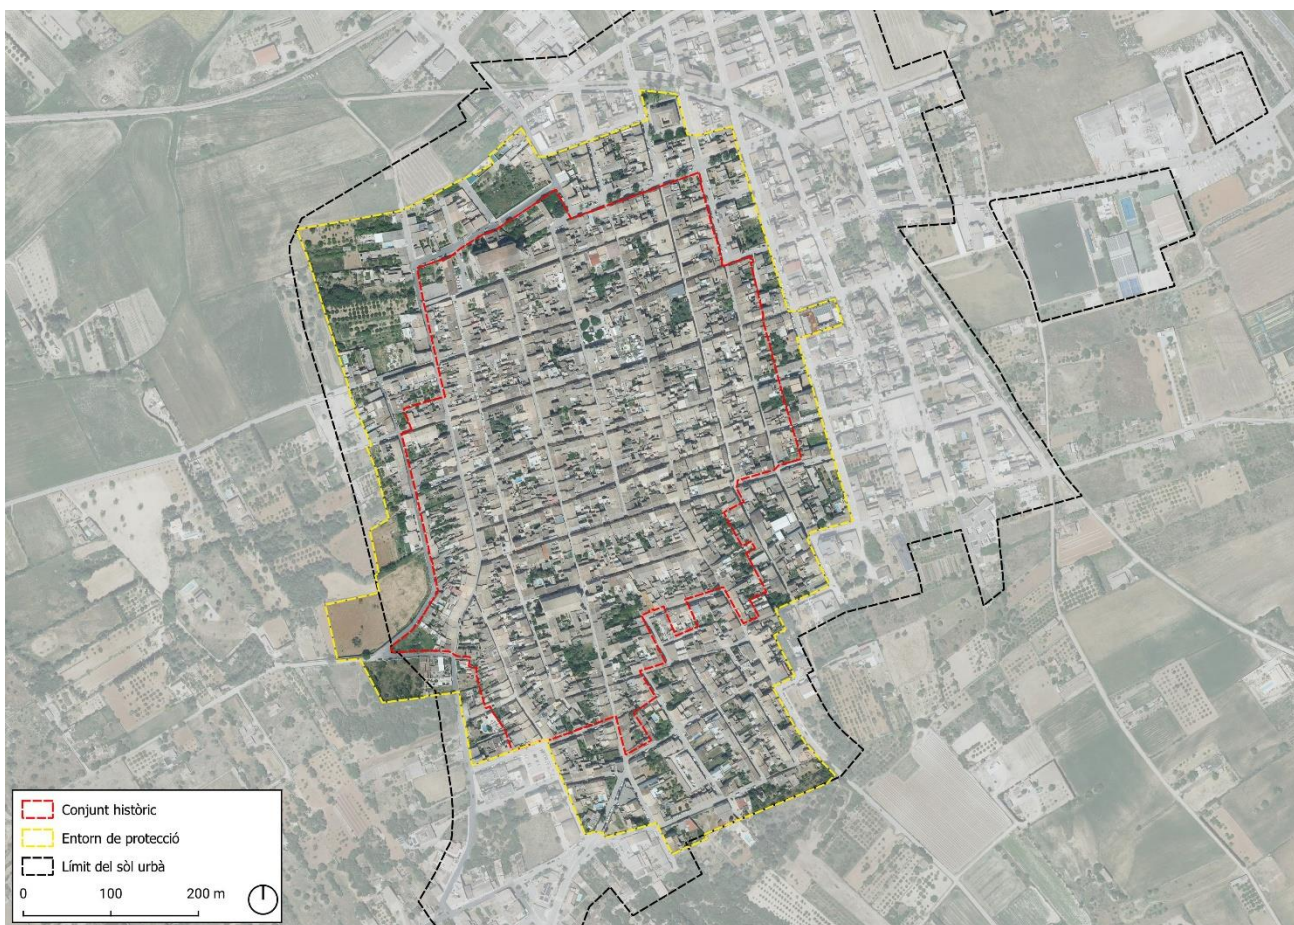 Conjunt històric
Entorn de protecció
Límit del sòl urbà
0 100 200 m